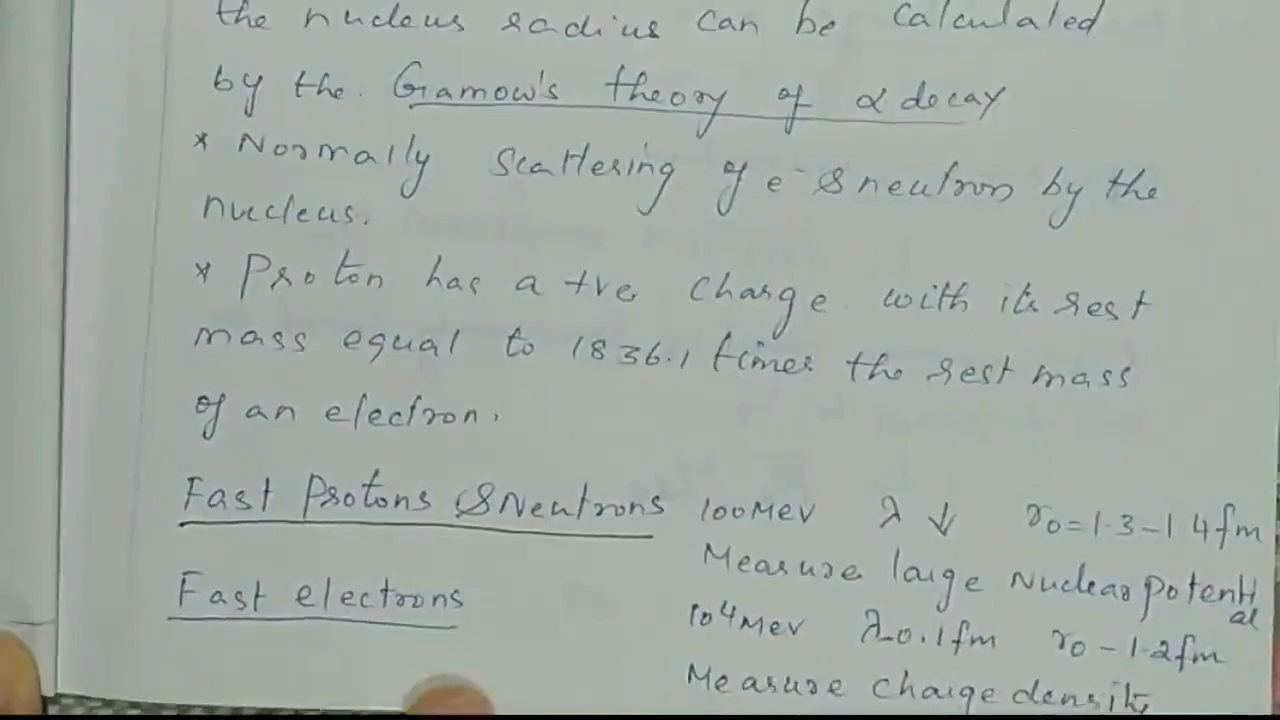 the nucleus radius can be Calculated
by the. Gamow's theory of α decay
* Normally Scattering of e⁻ & neutron by the
nucleus.
* Proton has a +ve charge. with its rest
mass equal to 1836.1 times the rest mass
of an electron.
Fast Protons & Neutrons 100Mev λ ↓ r0 = 1.3-1 4fm
Measure large Nuclear potential
Fast electrons 10⁴Mev λ-0.1fm r0 - 1.2fm
Measure charge density